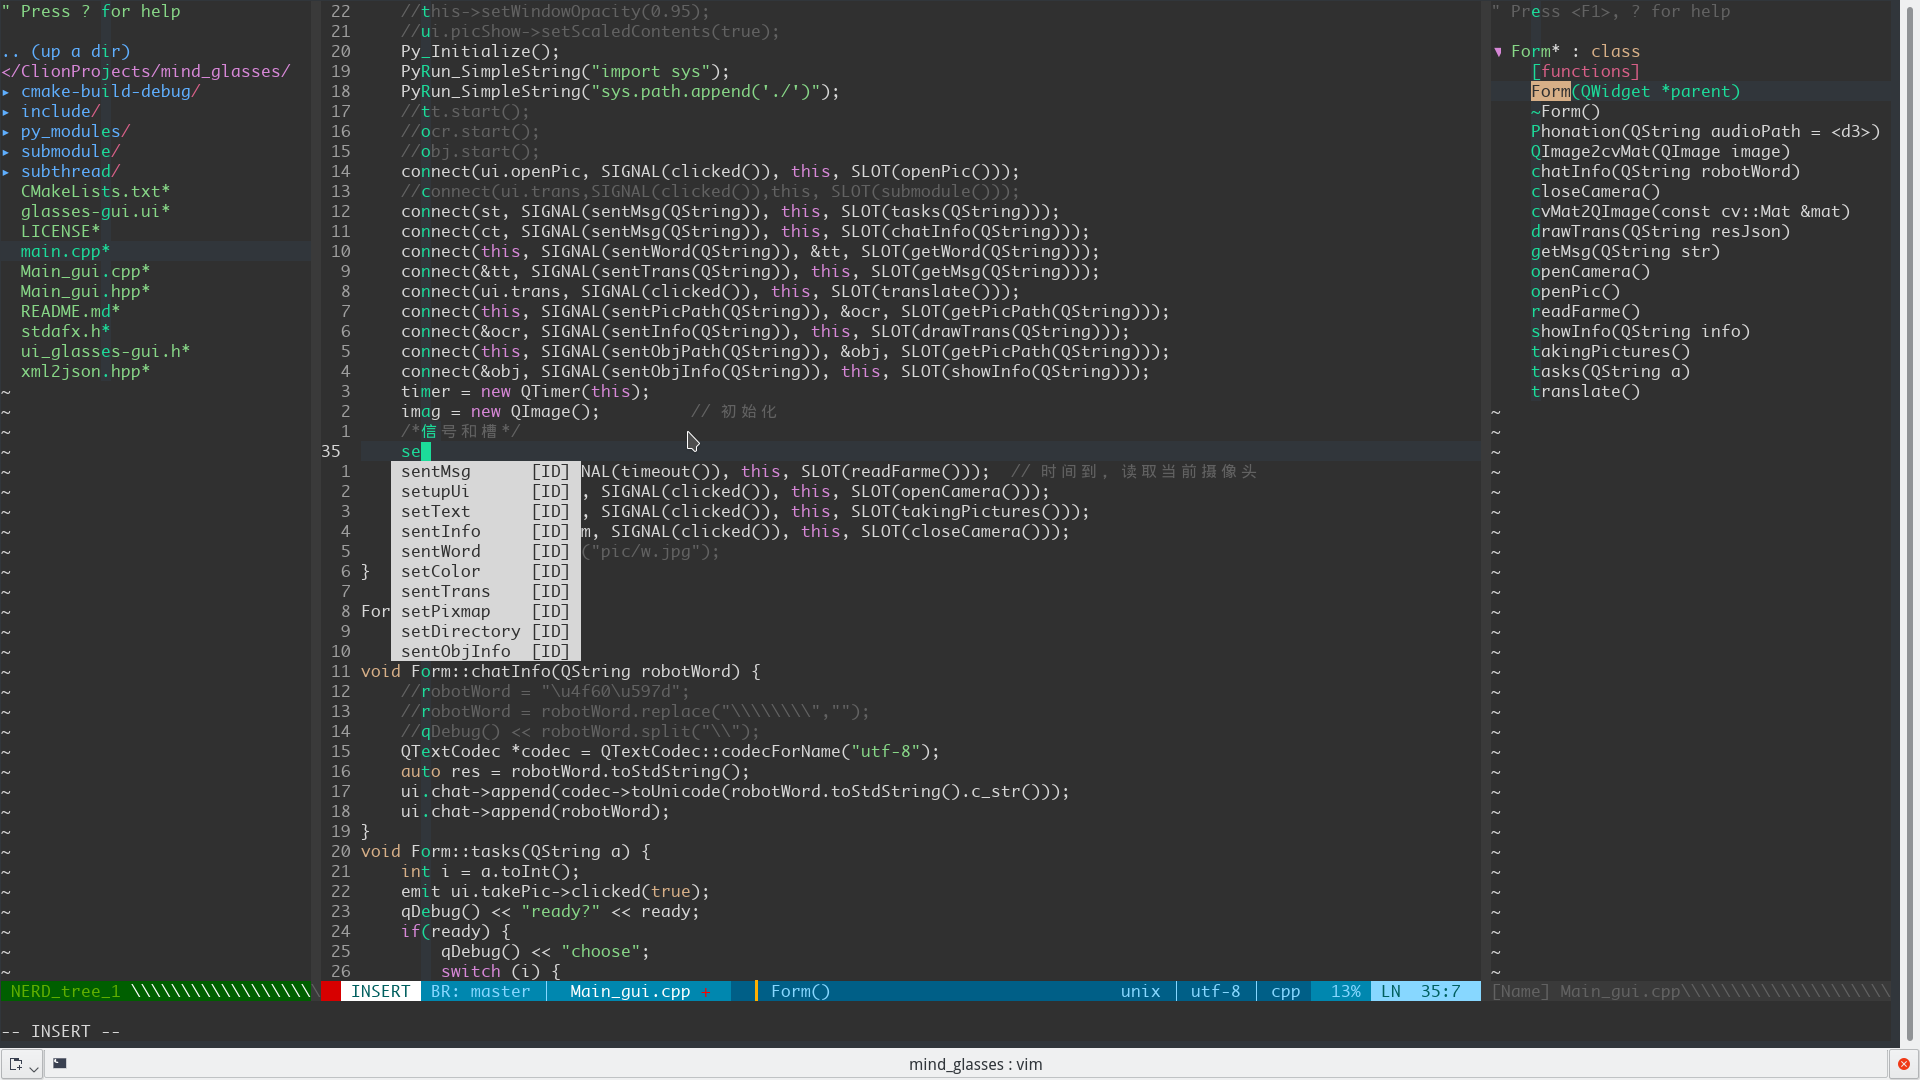 " Press ? for help
.. (up a dir)
</ClionProjects/mind_glasses/
▸ cmake-build-debug/
▸ include/
▸ py_modules/
▸ submodule/
▸ subthread/
CMakeLists.txt*
glasses-gui.ui*
LICENSE*
main.cpp*
Main_gui.cpp*
Main_gui.hpp*
README.md*
stdafx.h*
ui_glasses-gui.h*
xml2json.hpp*
22 //this->setWindowOpacity(0.95);
21 //ui.picShow->setScaledContents(true);
20 Py_Initialize();
19 PyRun_SimpleString("import sys");
18 PyRun_SimpleString("sys.path.append('./')");
17 //tt.start();
16 //ocr.start();
15 //obj.start();
14 connect(ui.openPic, SIGNAL(clicked()), this, SLOT(openPic()));
13 //connect(ui.trans,SIGNAL(clicked()),this, SLOT(submodule()));
12 connect(st, SIGNAL(sentMsg(QString)), this, SLOT(tasks(QString)));
11 connect(ct, SIGNAL(sentMsg(QString)), this, SLOT(chatInfo(QString)));
10 connect(this, SIGNAL(sentWord(QString)), &tt, SLOT(getWord(QString)));
9 connect(&tt, SIGNAL(sentTrans(QString)), this, SLOT(getMsg(QString)));
8 connect(ui.trans, SIGNAL(clicked()), this, SLOT(translate()));
7 connect(this, SIGNAL(sentPicPath(QString)), &ocr, SLOT(getPicPath(QString)));
6 connect(&ocr, SIGNAL(sentInfo(QString)), this, SLOT(drawTrans(QString)));
5 connect(this, SIGNAL(sentObjPath(QString)), &obj, SLOT(getPicPath(QString)));
4 connect(&obj, SIGNAL(sentObjInfo(QString)), this, SLOT(showInfo(QString)));
3 timer = new QTimer(this);
2 imag = new QImage(); // 初始化
1 /*信号和槽*/
35 se
1 NAL(timeout()), this, SLOT(readFarme())); // 时间到, 读取当前摄像头
2 , SIGNAL(clicked()), this, SLOT(openCamera()));
3 , SIGNAL(clicked()), this, SLOT(takingPictures()));
4 m, SIGNAL(clicked()), this, SLOT(closeCamera()));
5 ("pic/w.jpg");
6 }
7
8 For
9
10
sentMsg [ID]
setupUi [ID]
setText [ID]
sentInfo [ID]
sentWord [ID]
setColor [ID]
sentTrans [ID]
setPixmap [ID]
setDirectory [ID]
sentObjInfo [ID]
11 void Form::chatInfo(QString robotWord) {
12 //robotWord = "\u4f60\u597d";
13 //robotWord = robotWord.replace("\\\\\\\\","");
14 //qDebug() << robotWord.split("\\");
15 QTextCodec *codec = QTextCodec::codecForName("utf-8");
16 auto res = robotWord.toStdString();
17 ui.chat->append(codec->toUnicode(robotWord.toStdString().c_str()));
18 ui.chat->append(robotWord);
19 }
20 void Form::tasks(QString a) {
21 int i = a.toInt();
22 emit ui.takePic->clicked(true);
23 qDebug() << "ready?" << ready;
24 if(ready) {
25 qDebug() << "choose";
26 switch (i) {
" Press <F1>, ? for help
▼ Form* : class
[functions]
Form(QWidget *parent)
~Form()
Phonation(QString audioPath = <d3>)
QImage2cvMat(QImage image)
chatInfo(QString robotWord)
closeCamera()
cvMat2QImage(const cv::Mat &mat)
drawTrans(QString resJson)
getMsg(QString str)
openCamera()
openPic()
readFarme()
showInfo(QString info)
takingPictures()
tasks(QString a)
translate()
NERD_tree_1 \\\\\\\\\\\\\\\\\\\
INSERT BR: master | Main_gui.cpp + Form() unix | utf-8 | cpp 13% LN 35:7
[Name] Main_gui.cpp\\\\\\\\\\\\\\\\\\\\\
-- INSERT --
mind_glasses : vim